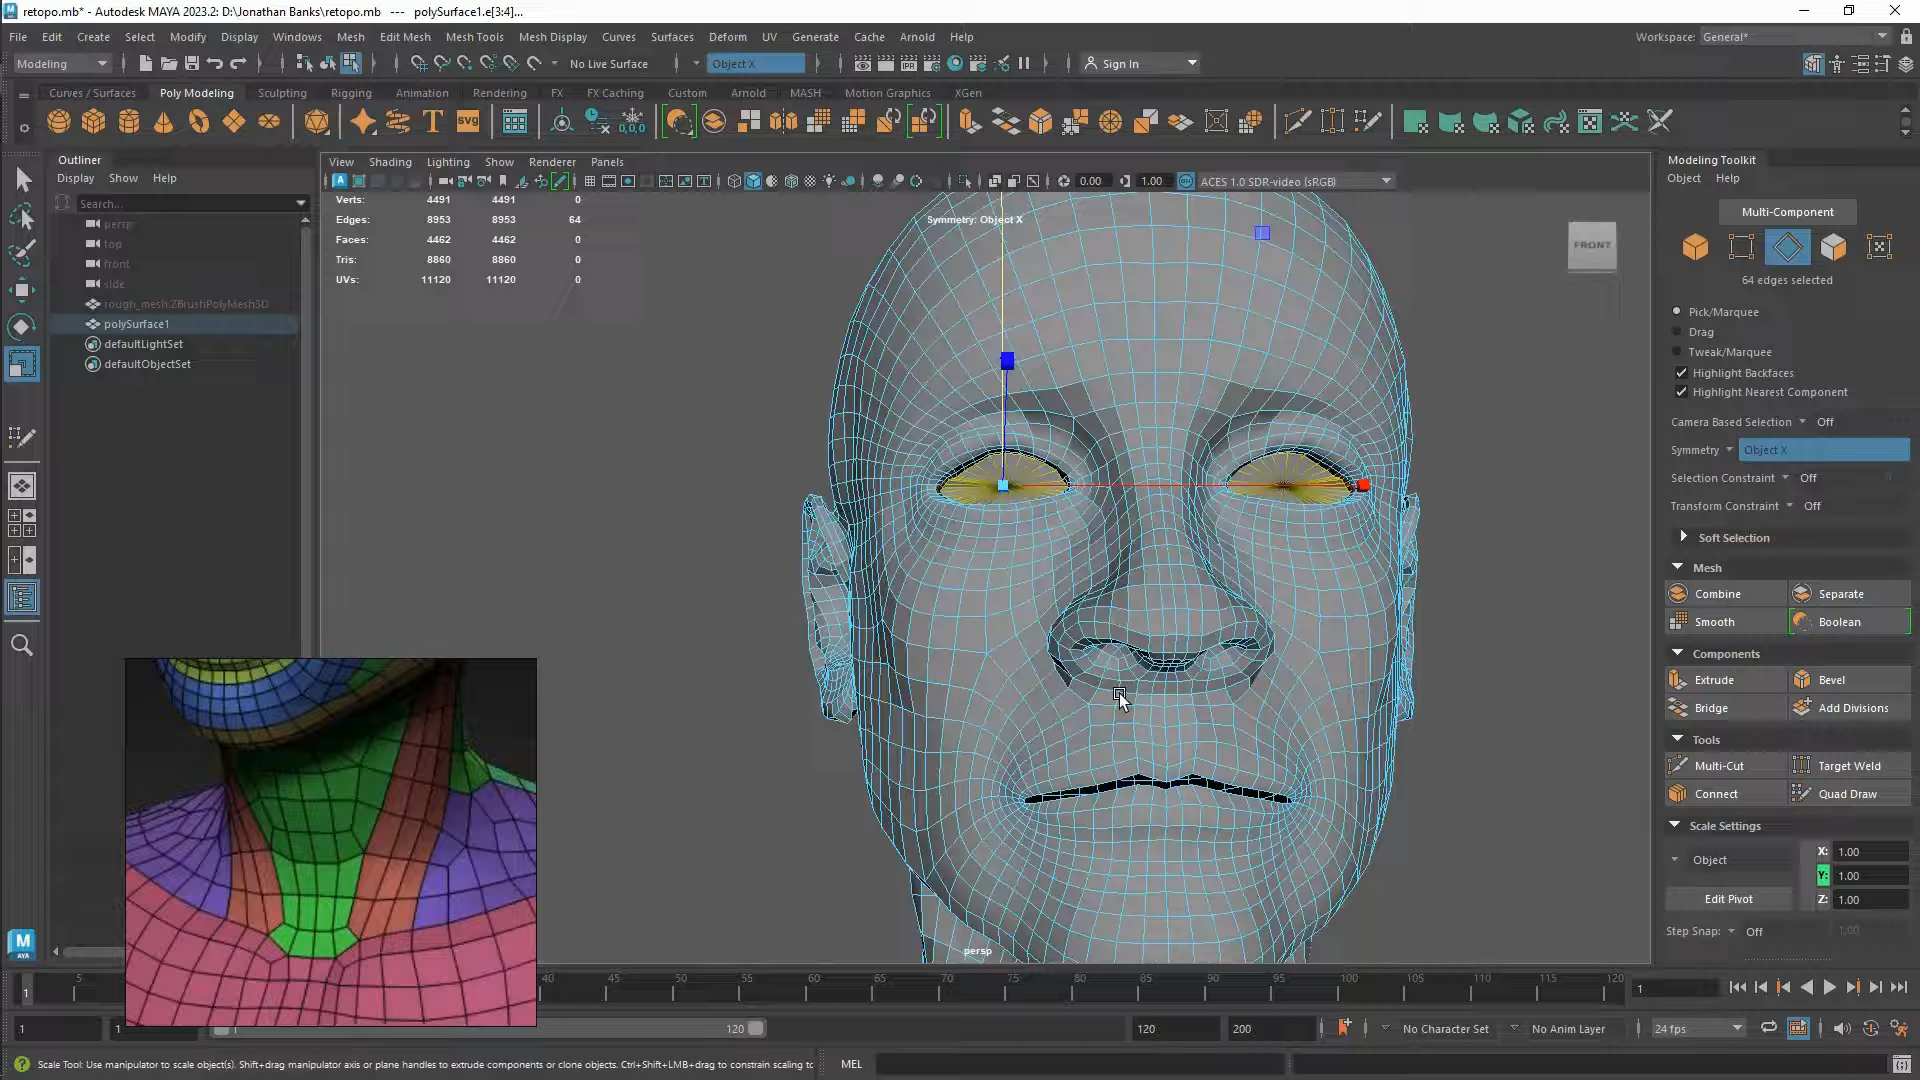 retopo.mb* - Autodesk MAYA 2023.2: D:\Jonathan Banks\retopo.mb --- polySurface1.e[3:4]...
File Edit Create Select Modify Display Windows Mesh Edit Mesh Mesh Tools Mesh Display Curves Surfaces Deform UV Generate Cache Arnold Help
Workspace: General*
Modeling No Live Surface Object X Sign In
Curves / Surfaces Poly Modeling Sculpting Rigging Animation Rendering FX FX Caching Custom Arnold MASH Motion Graphics XGen
T svg 0,0,0
Outliner
Display Show Help
Search...
persp
top
front
side
rough_mesh:ZBrushPolyMesh3D
polySurface1
defaultLightSet
defaultObjectSet
View Shading Lighting Show Renderer Panels
0.00 1.00 ACES 1.0 SDR-video (sRGB)
Verts: 4491 4491 0
Edges: 8953 8953 64
Faces: 4462 4462 0
Tris: 8860 8860 0
UVs: 11120 11120 0
Symmetry: Object X
FRONT
persp
Modeling Toolkit
Object Help
Multi-Component
64 edges selected
Pick/Marquee
Drag
Tweak/Marquee
Highlight Backfaces
Highlight Nearest Component
Camera Based Selection Off
Symmetry Object X
Selection Constraint Off
Transform Constraint Off
Soft Selection
Mesh
Combine Separate
Smooth Boolean
Components
Extrude Bevel
Bridge Add Divisions
Tools
Multi-Cut Target Weld
Connect Quad Draw
Scale Settings
Object X: 1.00
Y: 1.00
Edit Pivot Z: 1.00
Step Snap: Off 1.00
M
AYA
1 5 40 45 50 55 60 65 70 75 80 85 90 95 100 105 110 115 120 1
1 1 1 120 120 200 No Character Set No Anim Layer 24 fps
Scale Tool: Use manipulator to scale object(s). Shift+drag manipulator axis or plane handles to extrude components or clone objects. Ctrl+Shift+LMB+drag to constrain scaling to
MEL